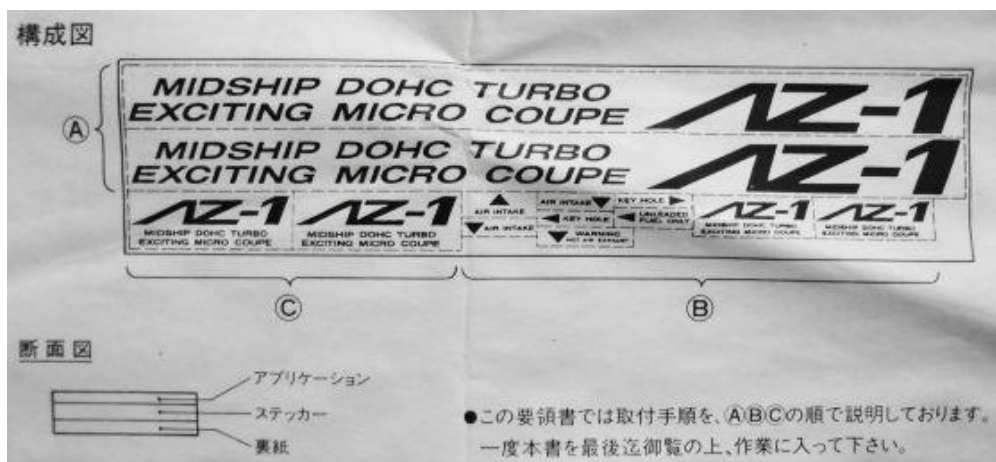 構成図
MIDSHIP DOHC TURBO
EXCITING MICRO COUPE
AZ-1
Ⓐ
MIDSHIP DOHC TURBO
EXCITING MICRO COUPE
AZ-1
AZ-1
MIDSHIP DOHC TURBO
EXCITING MICRO COUPE
AZ-1
MIDSHIP DOHC TURBO
EXCITING MICRO COUPE
▲
AIR INTAKE
▼AIR INTAKE
AIR INTAKE▼
KEY HOLE▶
◀KEY HOLE
◀UNLEADED
FUEL ONLY
▼WARNING
AZ-1
MIDSHIP DOHC TURBO
EXCITING MICRO COUPE
AZ-1
MIDSHIP DOHC TURBO
EXCITING MICRO COUPE
Ⓒ
Ⓑ
断面図
アプリケーション
ステッカー
裏紙
●この要領書では取付手順を、ⒶⒷⒸの順で説明しております。
一度本書を最後迄御覧の上、作業に入って下さい。